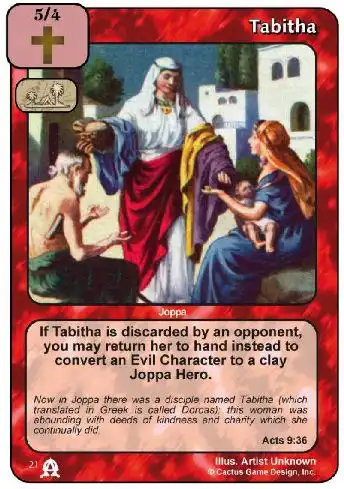 5/4
Tabitha
Joppa
If Tabitha is discarded by an opponent,
you may return her to hand instead to
convert an Evil Character to a clay
Joppa Hero.
Now in Joppa there was a disciple named Tabitha (which
translated in Greek is called Dorcas); this woman was
abounding with deeds of kindness and charity which she
continually did.
Acts 9:36
21
Illus. Artist Unknown
© Cactus Game Design, Inc.